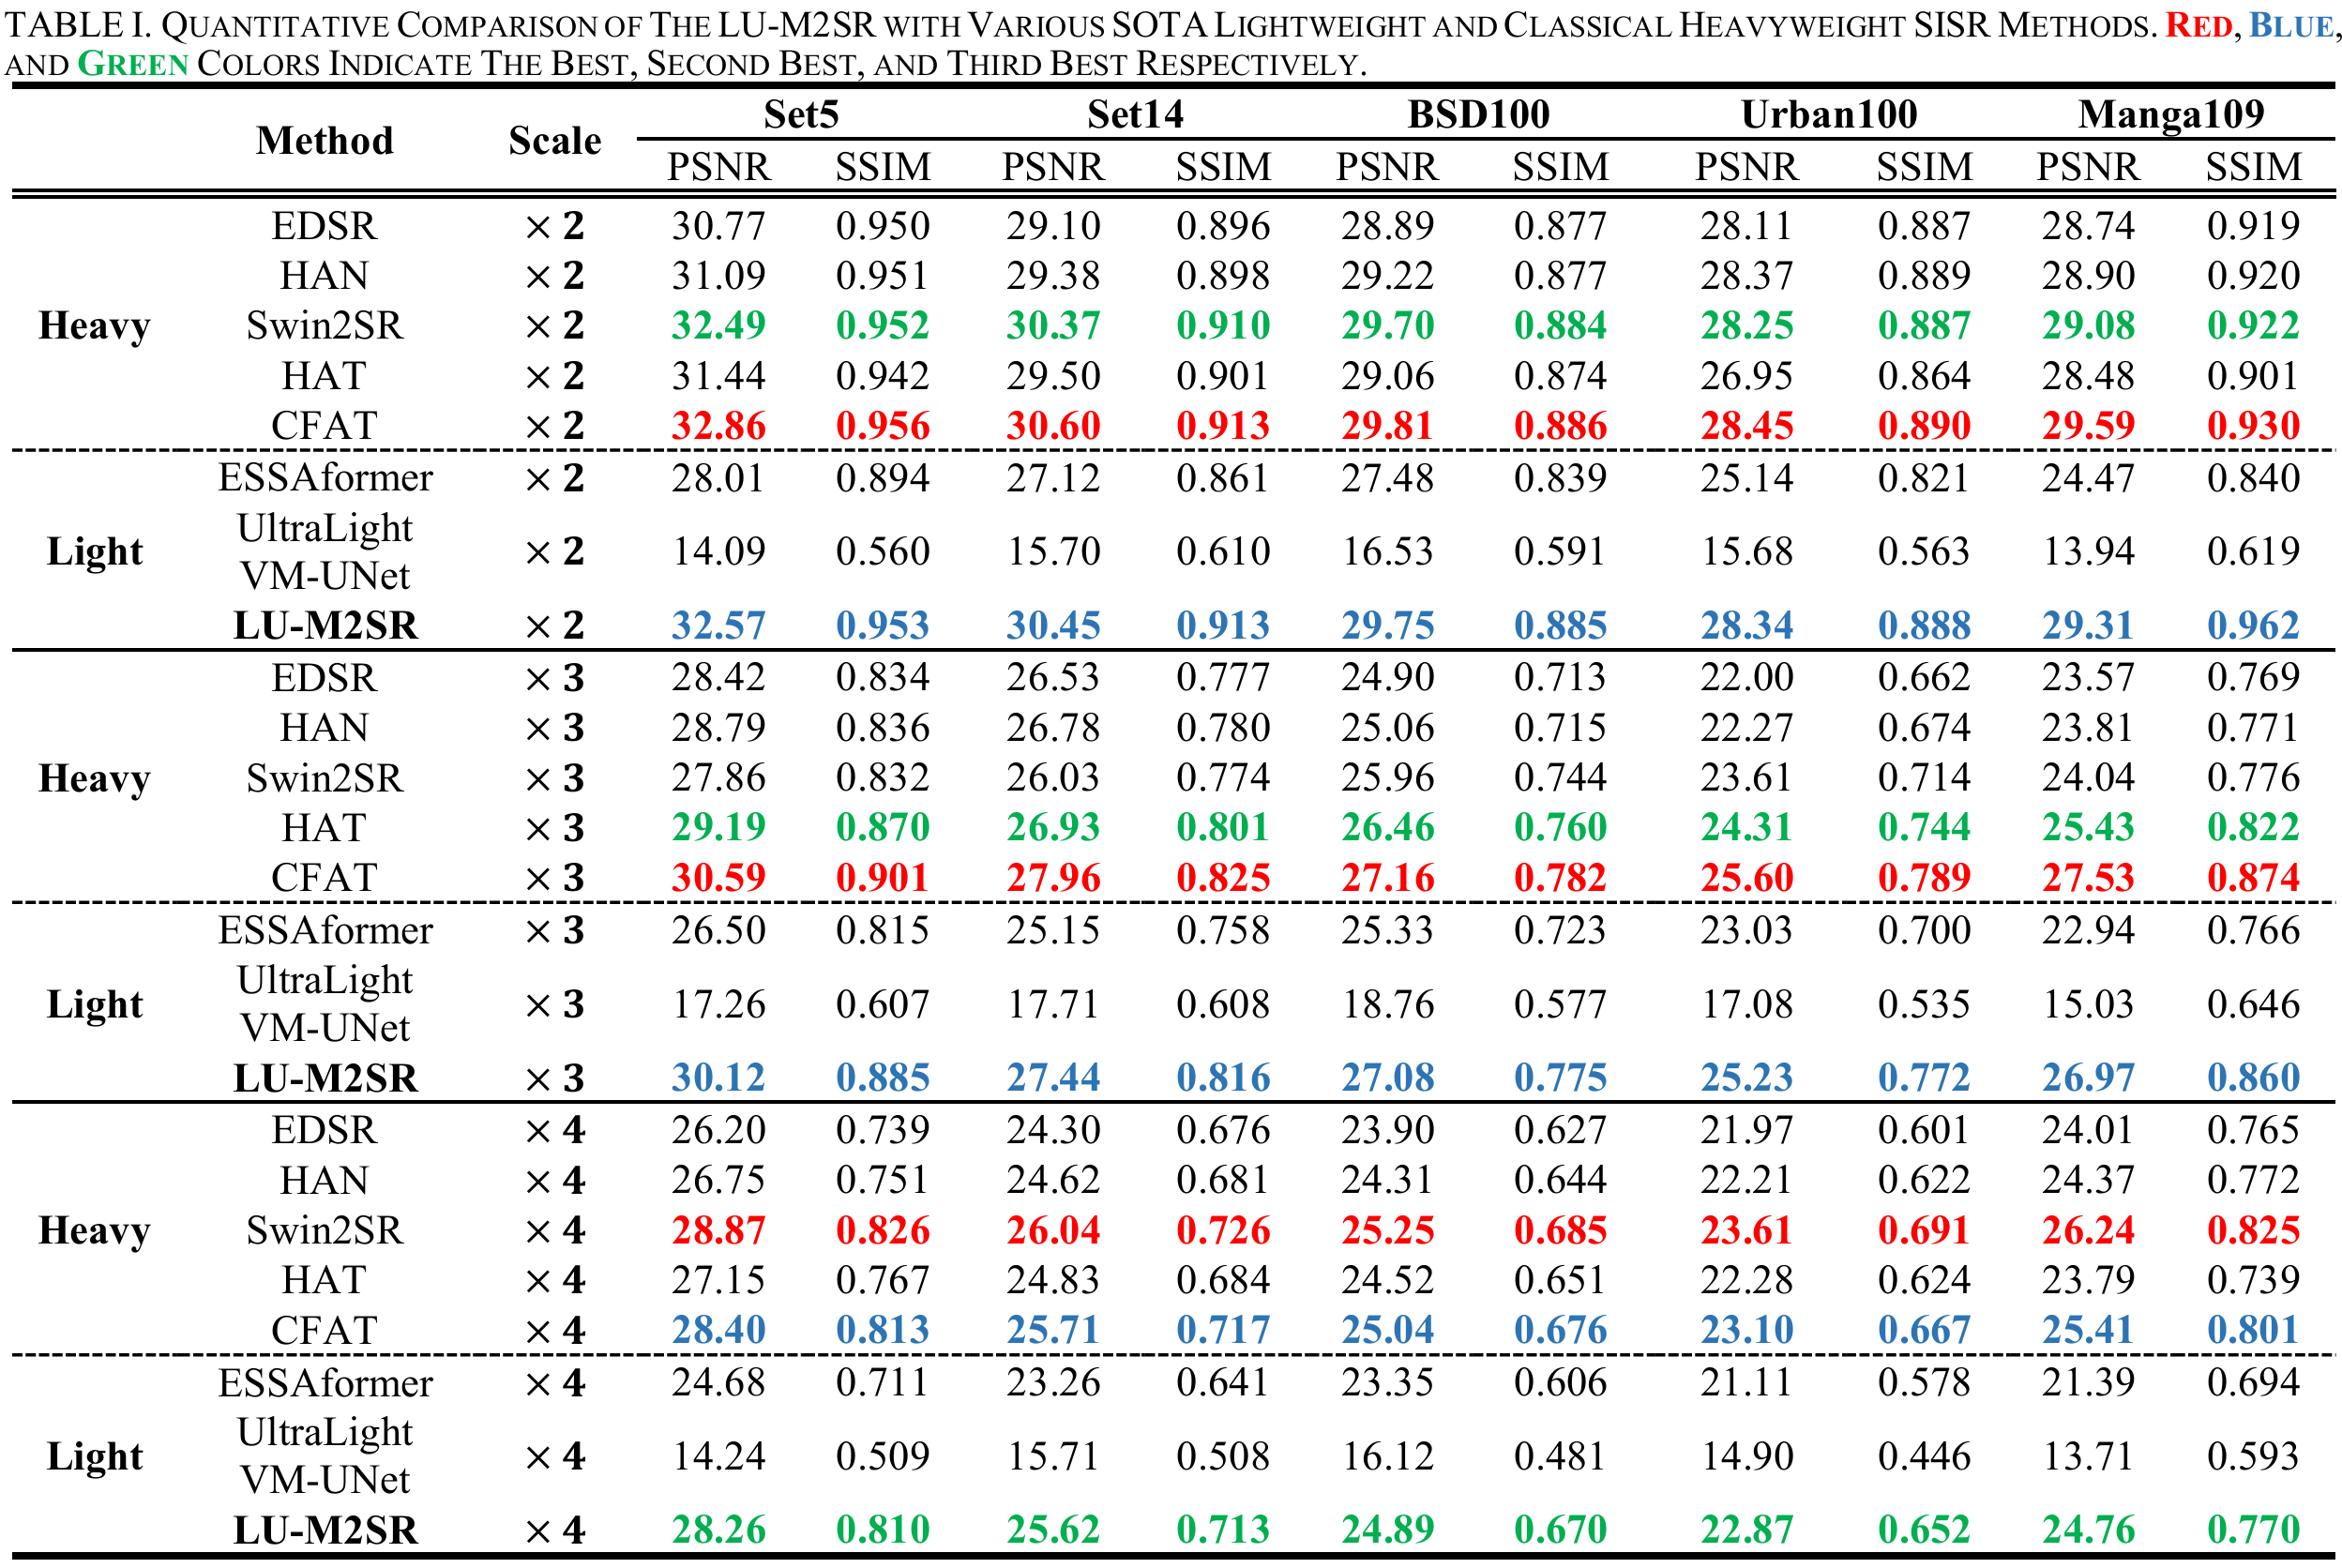 TABLE I. QUANTITATIVE COMPARISON OF THE LU-M2SR WITH VARIOUS SOTA LIGHTWEIGHT AND CLASSICAL HEAVYWEIGHT SISR METHODS. RED, BLUE,
AND GREEN COLORS INDICATE THE BEST, SECOND BEST, AND THIRD BEST RESPECTIVELY.
Method Scale Set5 Set14 BSD100 Urban100 Manga109
PSNR SSIM PSNR SSIM PSNR SSIM PSNR SSIM PSNR SSIM
EDSR × 2 30.77 0.950 29.10 0.896 28.89 0.877 28.11 0.887 28.74 0.919
HAN × 2 31.09 0.951 29.38 0.898 29.22 0.877 28.37 0.889 28.90 0.920
Heavy Swin2SR × 2 32.49 0.952 30.37 0.910 29.70 0.884 28.25 0.887 29.08 0.922
HAT × 2 31.44 0.942 29.50 0.901 29.06 0.874 26.95 0.864 28.48 0.901
CFAT × 2 32.86 0.956 30.60 0.913 29.81 0.886 28.45 0.890 29.59 0.930
ESSAformer × 2 28.01 0.894 27.12 0.861 27.48 0.839 25.14 0.821 24.47 0.840
Light UltraLight
VM-UNet × 2 14.09 0.560 15.70 0.610 16.53 0.591 15.68 0.563 13.94 0.619
LU-M2SR × 2 32.57 0.953 30.45 0.913 29.75 0.885 28.34 0.888 29.31 0.962
EDSR × 3 28.42 0.834 26.53 0.777 24.90 0.713 22.00 0.662 23.57 0.769
HAN × 3 28.79 0.836 26.78 0.780 25.06 0.715 22.27 0.674 23.81 0.771
Heavy Swin2SR × 3 27.86 0.832 26.03 0.774 25.96 0.744 23.61 0.714 24.04 0.776
HAT × 3 29.19 0.870 26.93 0.801 26.46 0.760 24.31 0.744 25.43 0.822
CFAT × 3 30.59 0.901 27.96 0.825 27.16 0.782 25.60 0.789 27.53 0.874
ESSAformer × 3 26.50 0.815 25.15 0.758 25.33 0.723 23.03 0.700 22.94 0.766
Light UltraLight
VM-UNet × 3 17.26 0.607 17.71 0.608 18.76 0.577 17.08 0.535 15.03 0.646
LU-M2SR × 3 30.12 0.885 27.44 0.816 27.08 0.775 25.23 0.772 26.97 0.860
EDSR × 4 26.20 0.739 24.30 0.676 23.90 0.627 21.97 0.601 24.01 0.765
HAN × 4 26.75 0.751 24.62 0.681 24.31 0.644 22.21 0.622 24.37 0.772
Heavy Swin2SR × 4 28.87 0.826 26.04 0.726 25.25 0.685 23.61 0.691 26.24 0.825
HAT × 4 27.15 0.767 24.83 0.684 24.52 0.651 22.28 0.624 23.79 0.739
CFAT × 4 28.40 0.813 25.71 0.717 25.04 0.676 23.10 0.667 25.41 0.801
ESSAformer × 4 24.68 0.711 23.26 0.641 23.35 0.606 21.11 0.578 21.39 0.694
Light UltraLight
VM-UNet × 4 14.24 0.509 15.71 0.508 16.12 0.481 14.90 0.446 13.71 0.593
LU-M2SR × 4 28.26 0.810 25.62 0.713 24.89 0.670 22.87 0.652 24.76 0.770